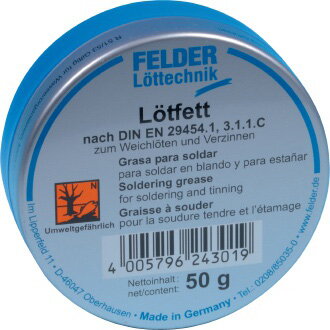 FELDER
Löttechnik
Lötfett
nach DIN EN 29454.1, 3.1.1.C
zum Weichlöten und Verzinnen
Grasa para soldar
para soldar en blando y para estañar
Soldering grease
for soldering and tinning
Graisse à souder
pour la soudure tendre et l'étamage
N
Umweltgefährlich
4 005796 243019
Nettoinhalt:
net/content:
50 g
Made in Germany
Im Lipperfeld 11 • D-46047 Oberhausen • Tel.: 0208/85035-0 •
www.felder.de